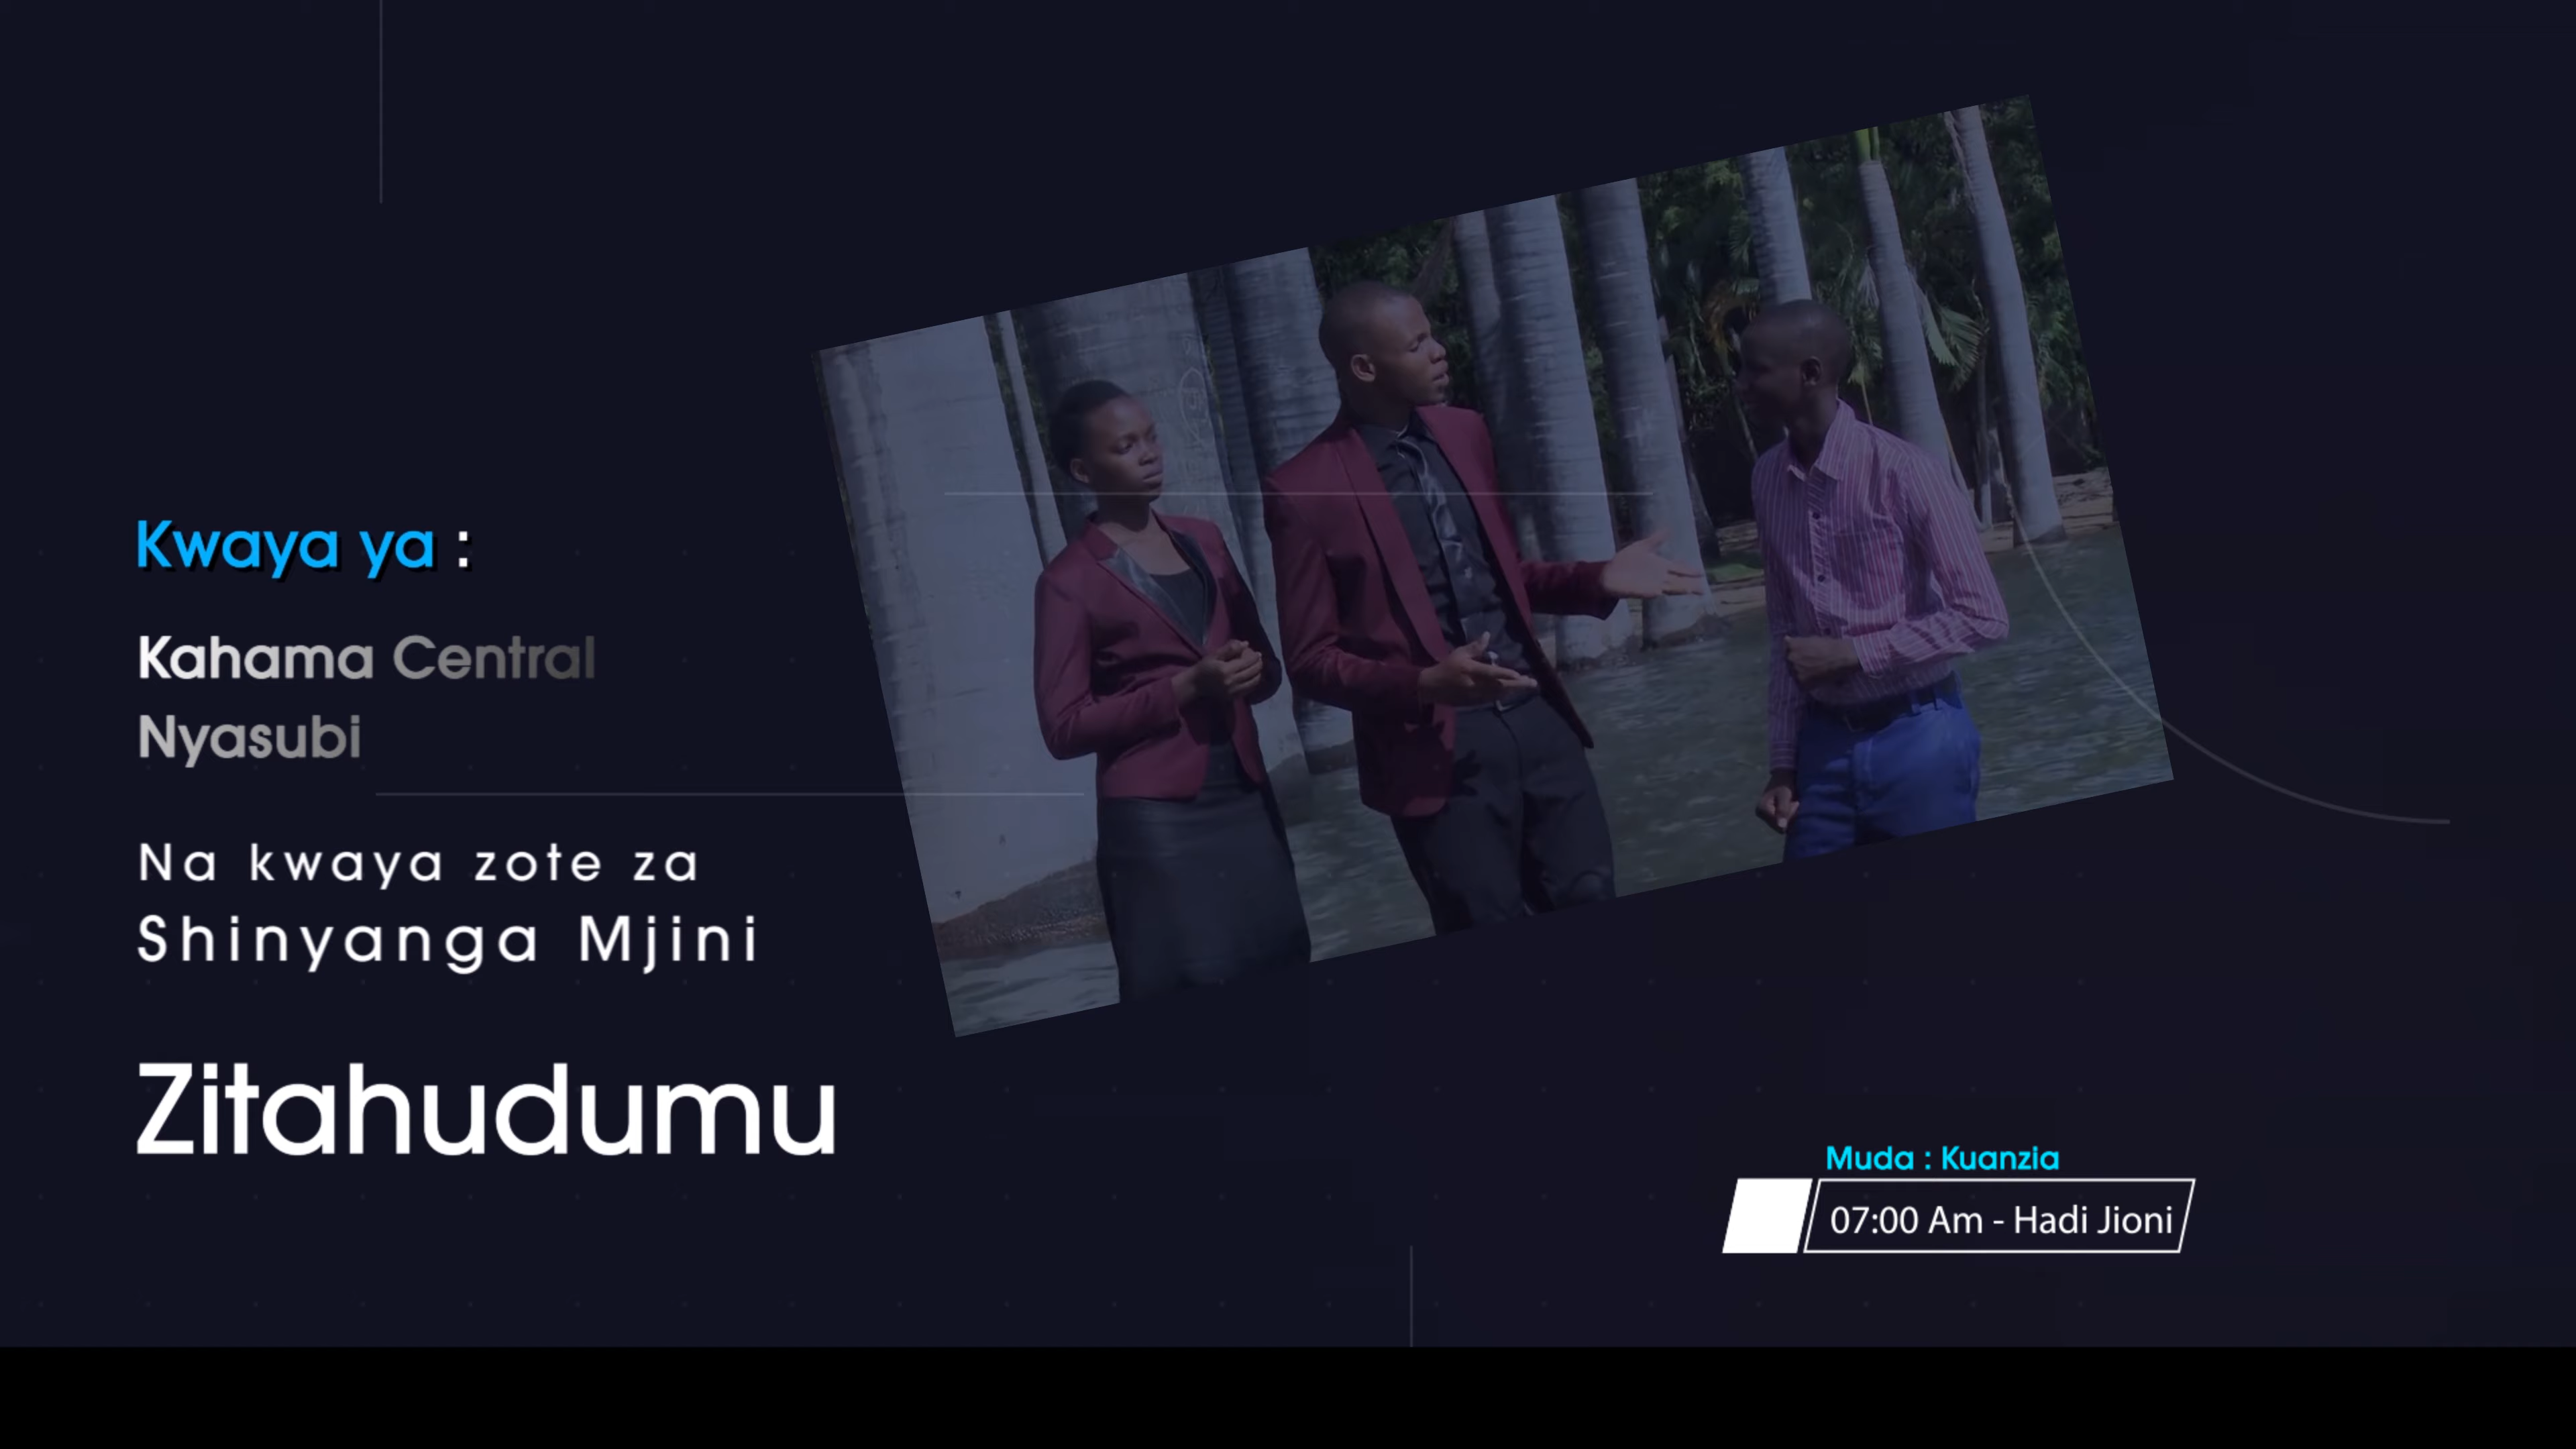 Kwaya ya :
Kahama Central
Nyasubi
Na kwaya zote za
Shinyanga Mjini
Zitahudumu
Muda : Kuanzia
07:00 Am - Hadi Jioni